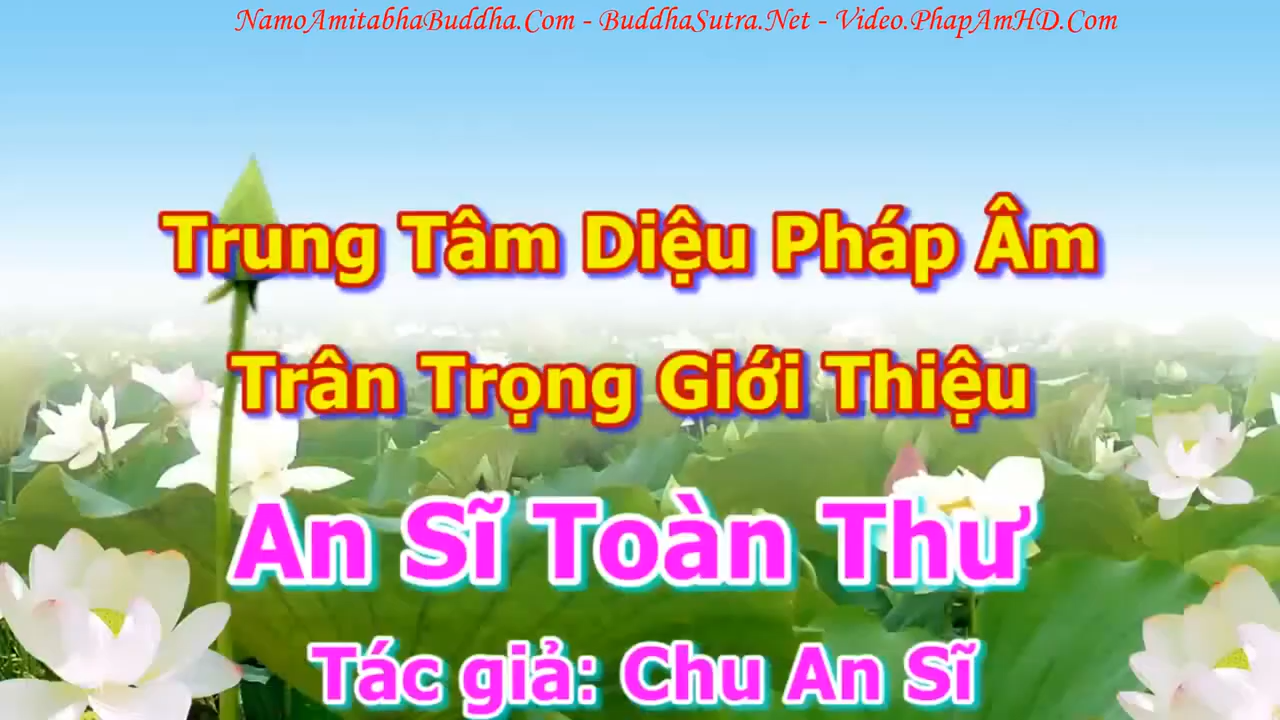 NamoAmitabhaBuddha.Com - BuddhaSutra.Net - Video.PhapAmHD.Com
Trung Tâm Diệu Pháp Âm
Trân Trọng Giới Thiệu
An Sĩ Toàn Thư
Tác giả: Chu An Sĩ